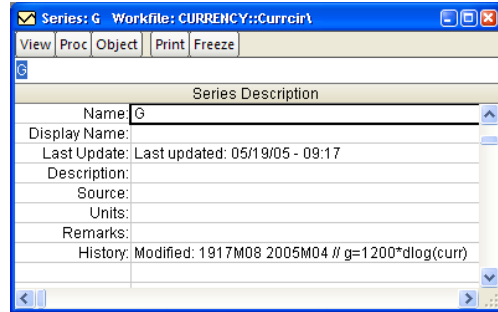 Series: G Workfile: CURRENCY::Currcir\
View Proc Object Print Freeze
G
Series Description
Name: G
Display Name:
Last Update: Last updated: 05/19/05 - 09:17
Description:
Source:
Units:
Remarks:
History: Modified: 1917M08 2005M04 // g=1200*dlog(curr)